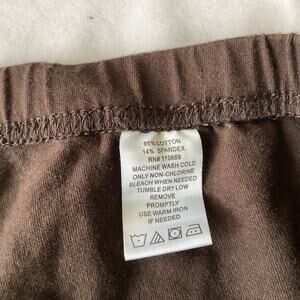 86% COTTON
14% SPANDEX
RN# 110689
MACHINE WASH COLD
ONLY NON-CHLORINE
BLEACH WHEN NEEDED
TUMBLE DRY LOW
REMOVE
PROMPTLY
USE WARM IRON
IF NEEDED